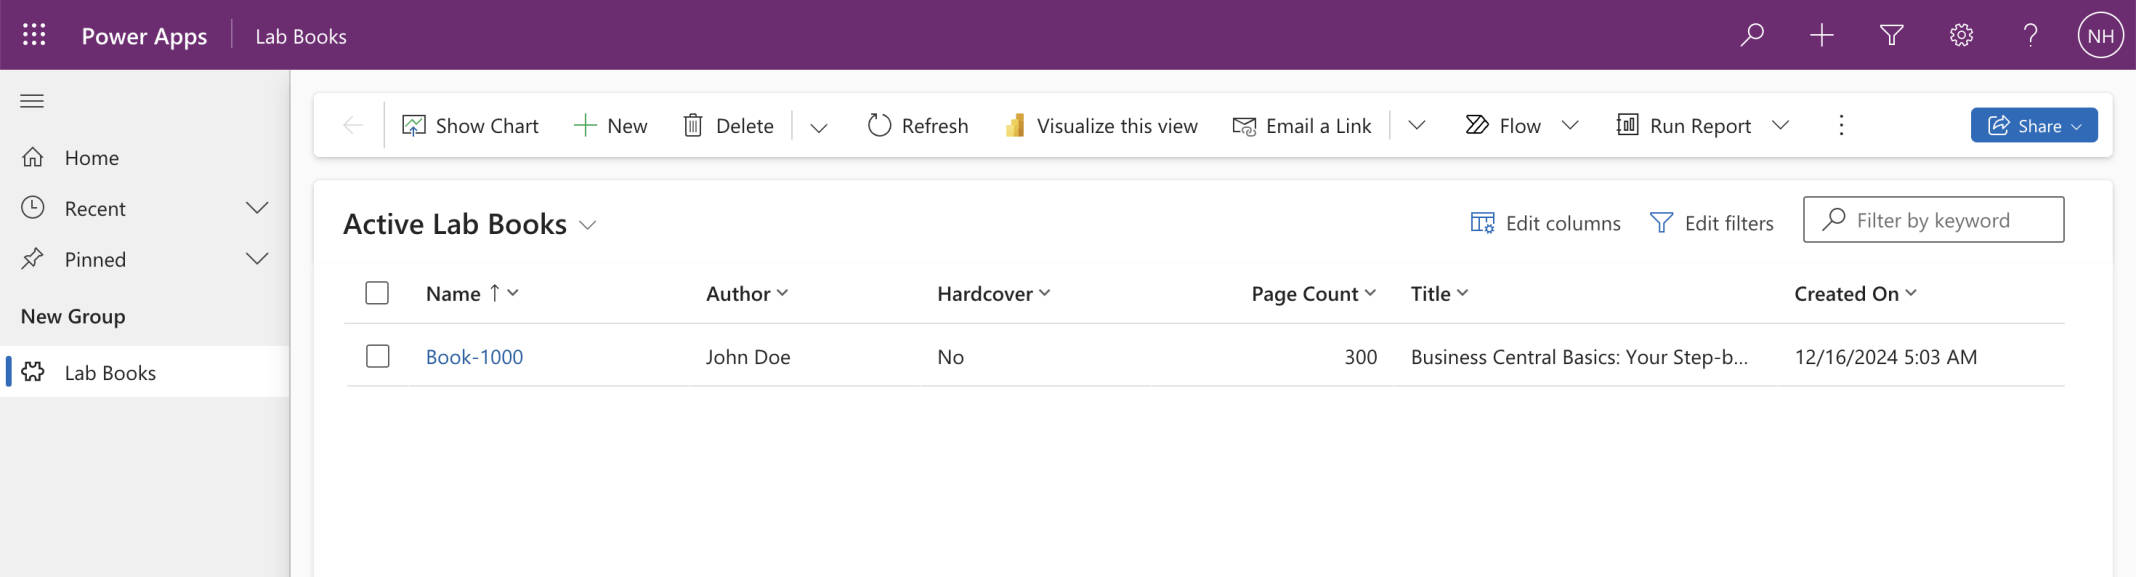 Power Apps Lab Books NH
Show Chart New Delete Refresh Visualize this view Email a Link Flow Run Report Share
Home
Recent
Pinned
New Group
Lab Books
Active Lab Books Edit columns Edit filters Filter by keyword
Name Author Hardcover Page Count Title Created On
Book-1000 John Doe No 300 Business Central Basics: Your Step-b... 12/16/2024 5:03 AM